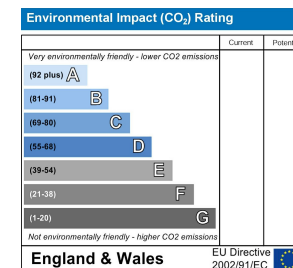 Environmental Impact (CO₂) Rating
Current Potent
Very environmentally friendly - lower CO2 emissions
(92 plus) A
(81-91) B
(69-80) C
(55-68) D
(39-54) E
(21-38) F
(1-20) G
Not environmentally friendly - higher CO2 emissions
England & Wales
EU Directive
2002/91/EC